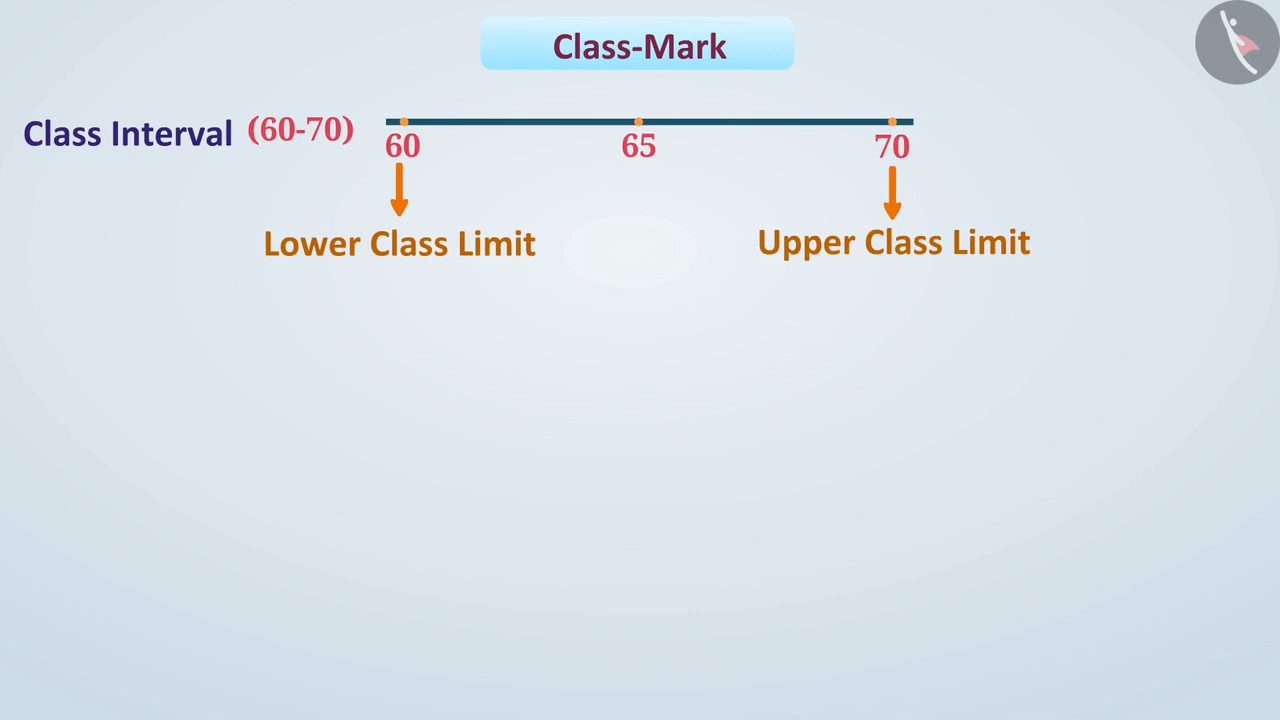 Class-Mark
Class Interval (60-70)
60 65 70
Lower Class Limit Upper Class Limit